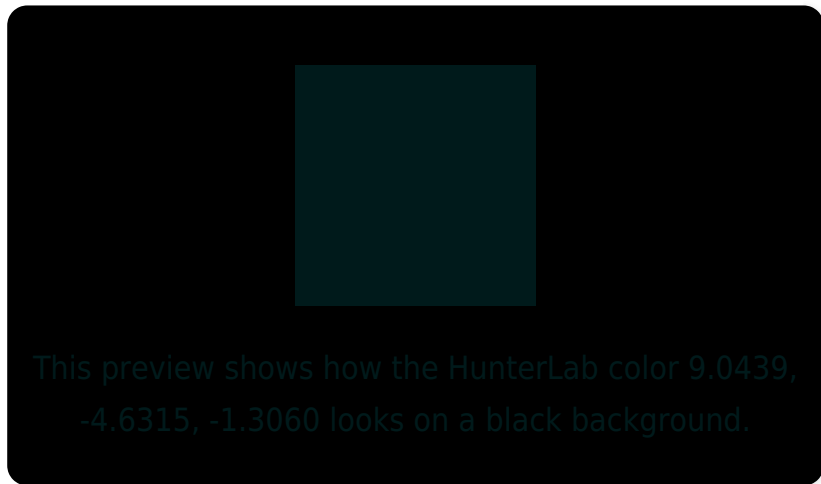 This preview shows how the HunterLab color 9.0439,
-4.6315, -1.3060 looks on a black background.